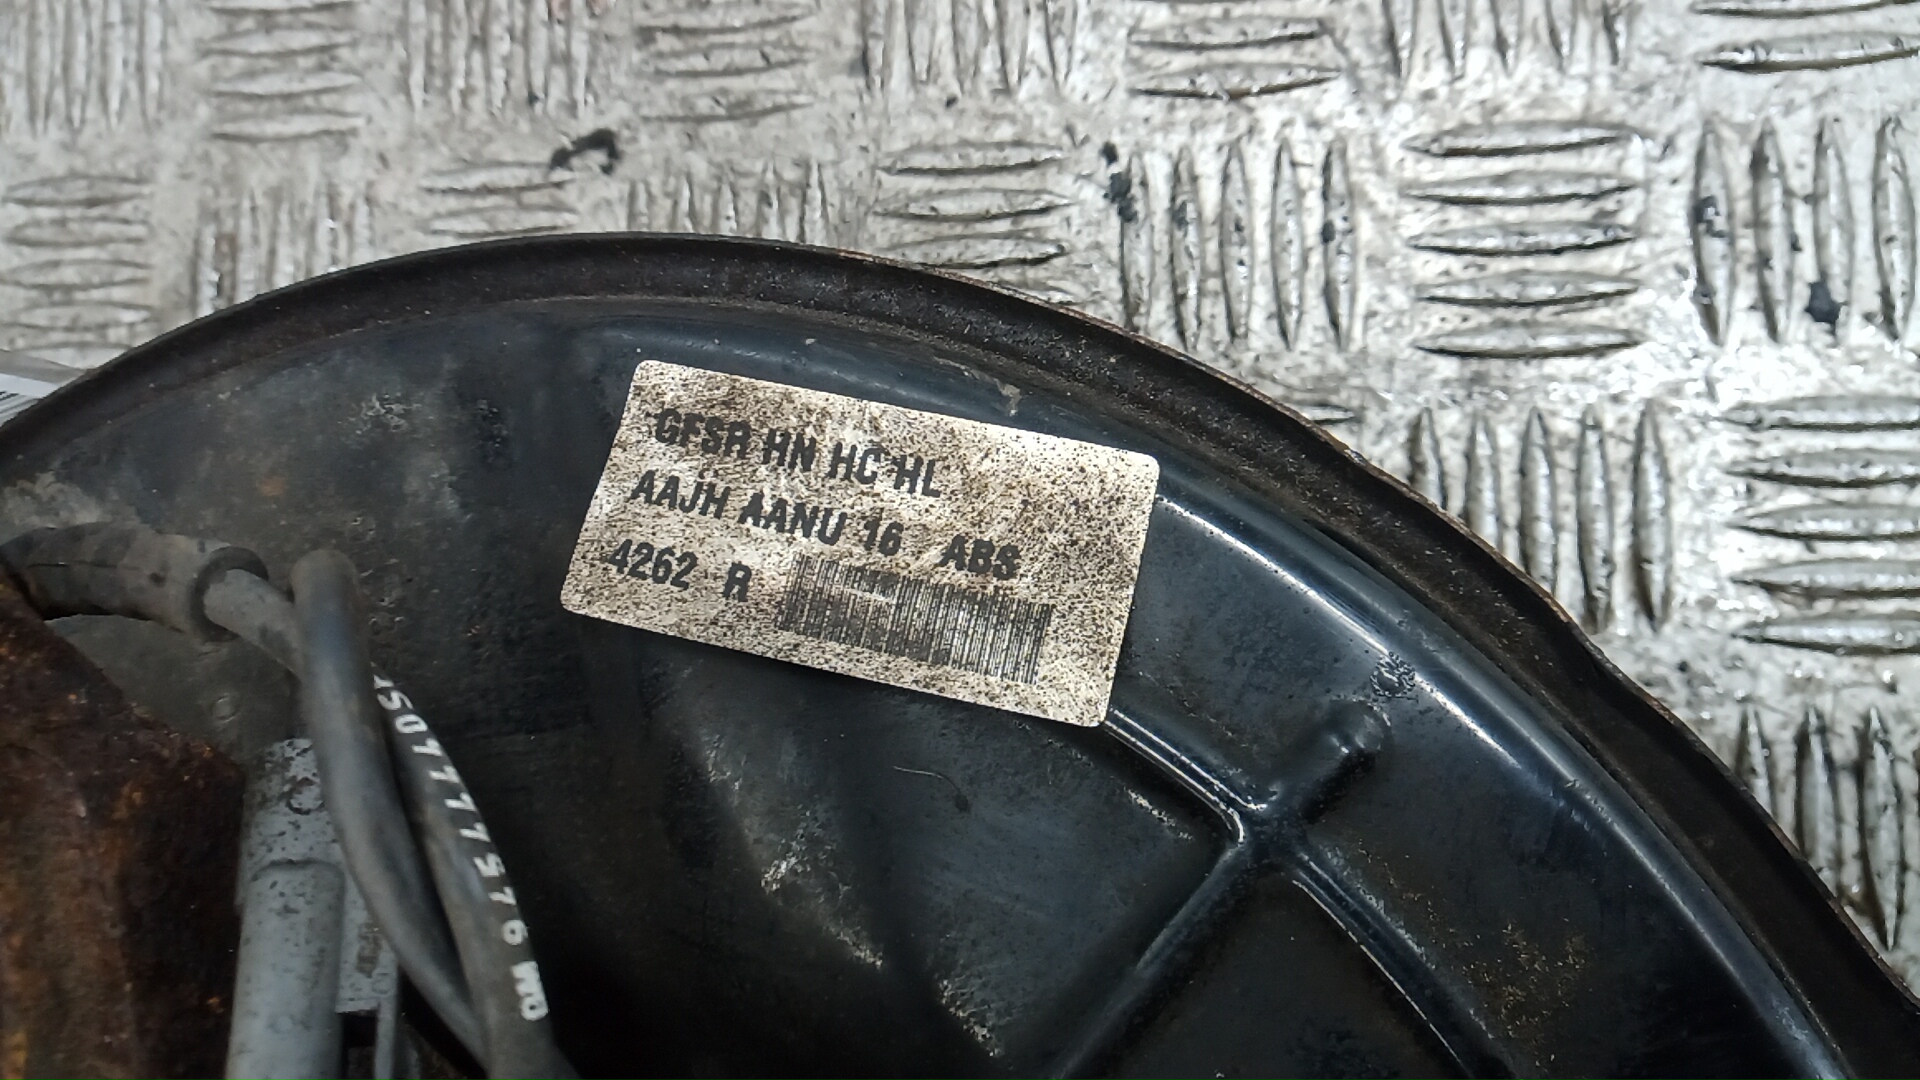 GFSR HN HC HL
AAJH AANU 16 ABS
4262 R